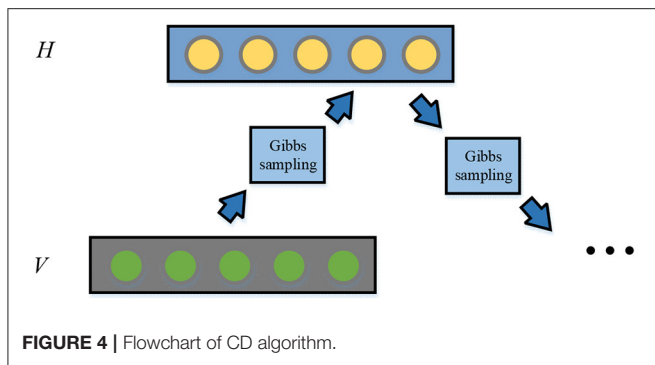 H
Gibbs
sampling
Gibbs
sampling
V
...
FIGURE 4 | Flowchart of CD algorithm.